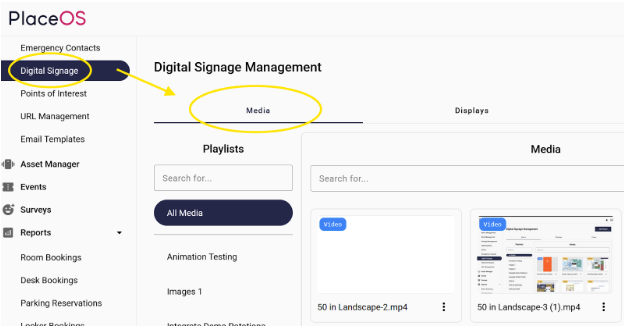 PlaceOS
Emergency Contacts
Digital Signage
Points of Interest
URL Management
Email Templates
Asset Manager
Events
Surveys
Reports
Room Bookings
Desk Bookings
Parking Reservations
Locker Bookings
Digital Signage Management
Media
Displays
Playlists
Search for...
All Media
Animation Testing
Images 1
Integrate Demo Rotations
Media
Search for...
Video
50 in Landscape-2.mp4
Video
Digital Signage Management
50 in Landscape-3 (1).mp4